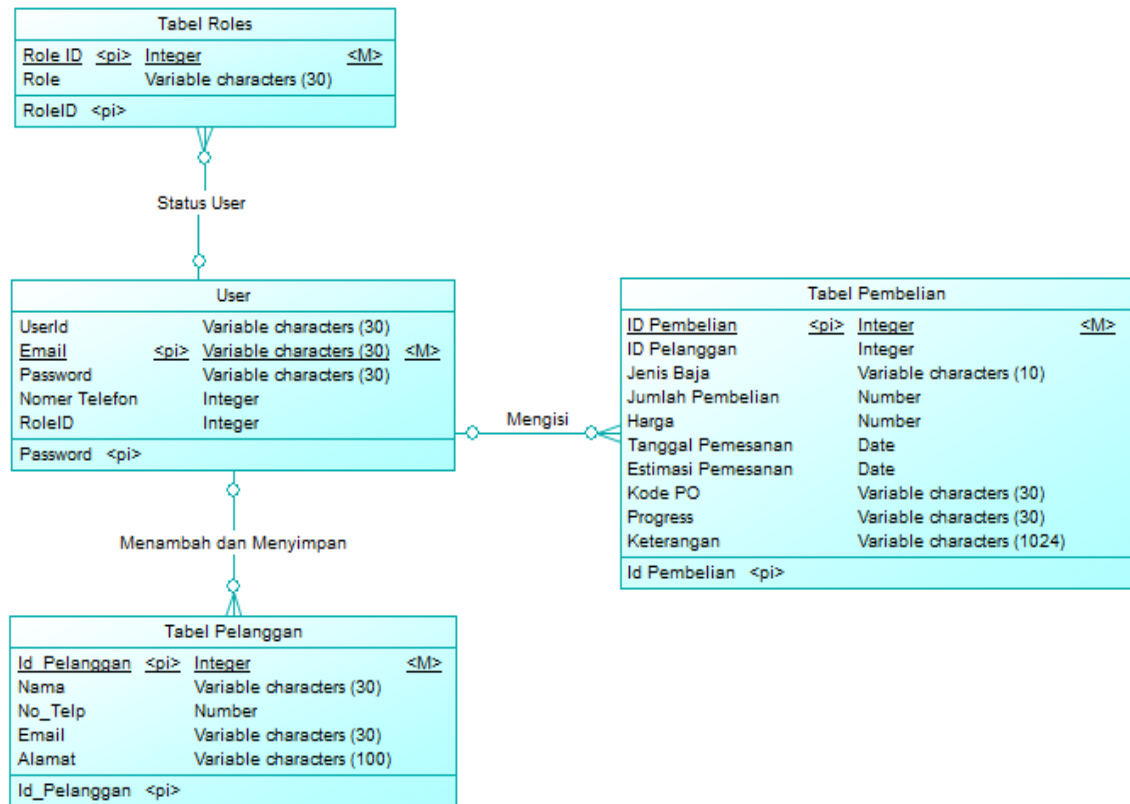 Tabel Roles
Role ID <pi> Integer <M>
Role Variable characters (30)
RoleID <pi>
Status User
User
UserId Variable characters (30)
Email <pi> Variable characters (30) <M>
Password Variable characters (30)
Nomer Telefon Integer
RoleID Integer
Password <pi>
Mengisi
Tabel Pembelian
ID Pembelian <pi> Integer <M>
ID Pelanggan Integer
Jenis Baja Variable characters (10)
Jumlah Pembelian Number
Harga Number
Tanggal Pemesanan Date
Estimasi Pemesanan Date
Kode PO Variable characters (30)
Progress Variable characters (30)
Keterangan Variable characters (1024)
Id Pembelian <pi>
Menambah dan Menyimpan
Tabel Pelanggan
Id_Pelanggan <pi> Integer <M>
Nama Variable characters (30)
No_Telp Number
Email Variable characters (30)
Alamat Variable characters (100)
Id_Pelanggan <pi>